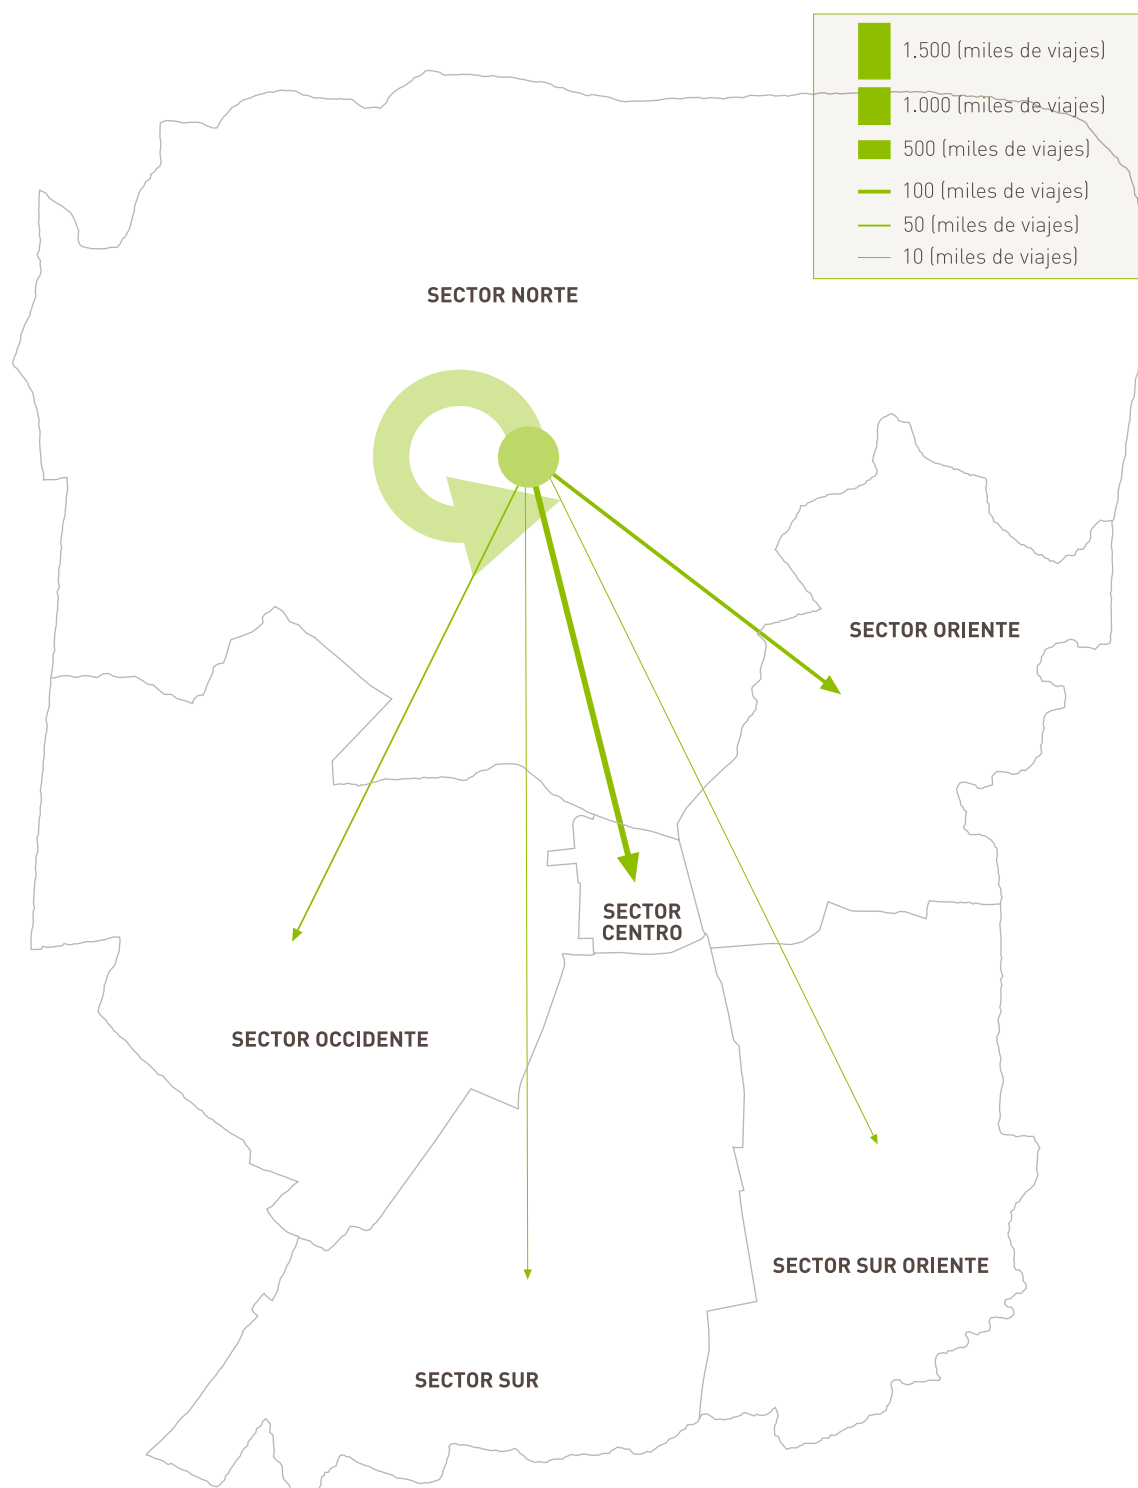 1.500 (miles de viajes)
1.000 (miles de viajes)
500 (miles de viajes)
100 (miles de viajes)
50 (miles de viajes)
10 (miles de viajes)
SECTOR NORTE
SECTOR ORIENTE
SECTOR
CENTRO
SECTOR OCCIDENTE
SECTOR SUR ORIENTE
SECTOR SUR